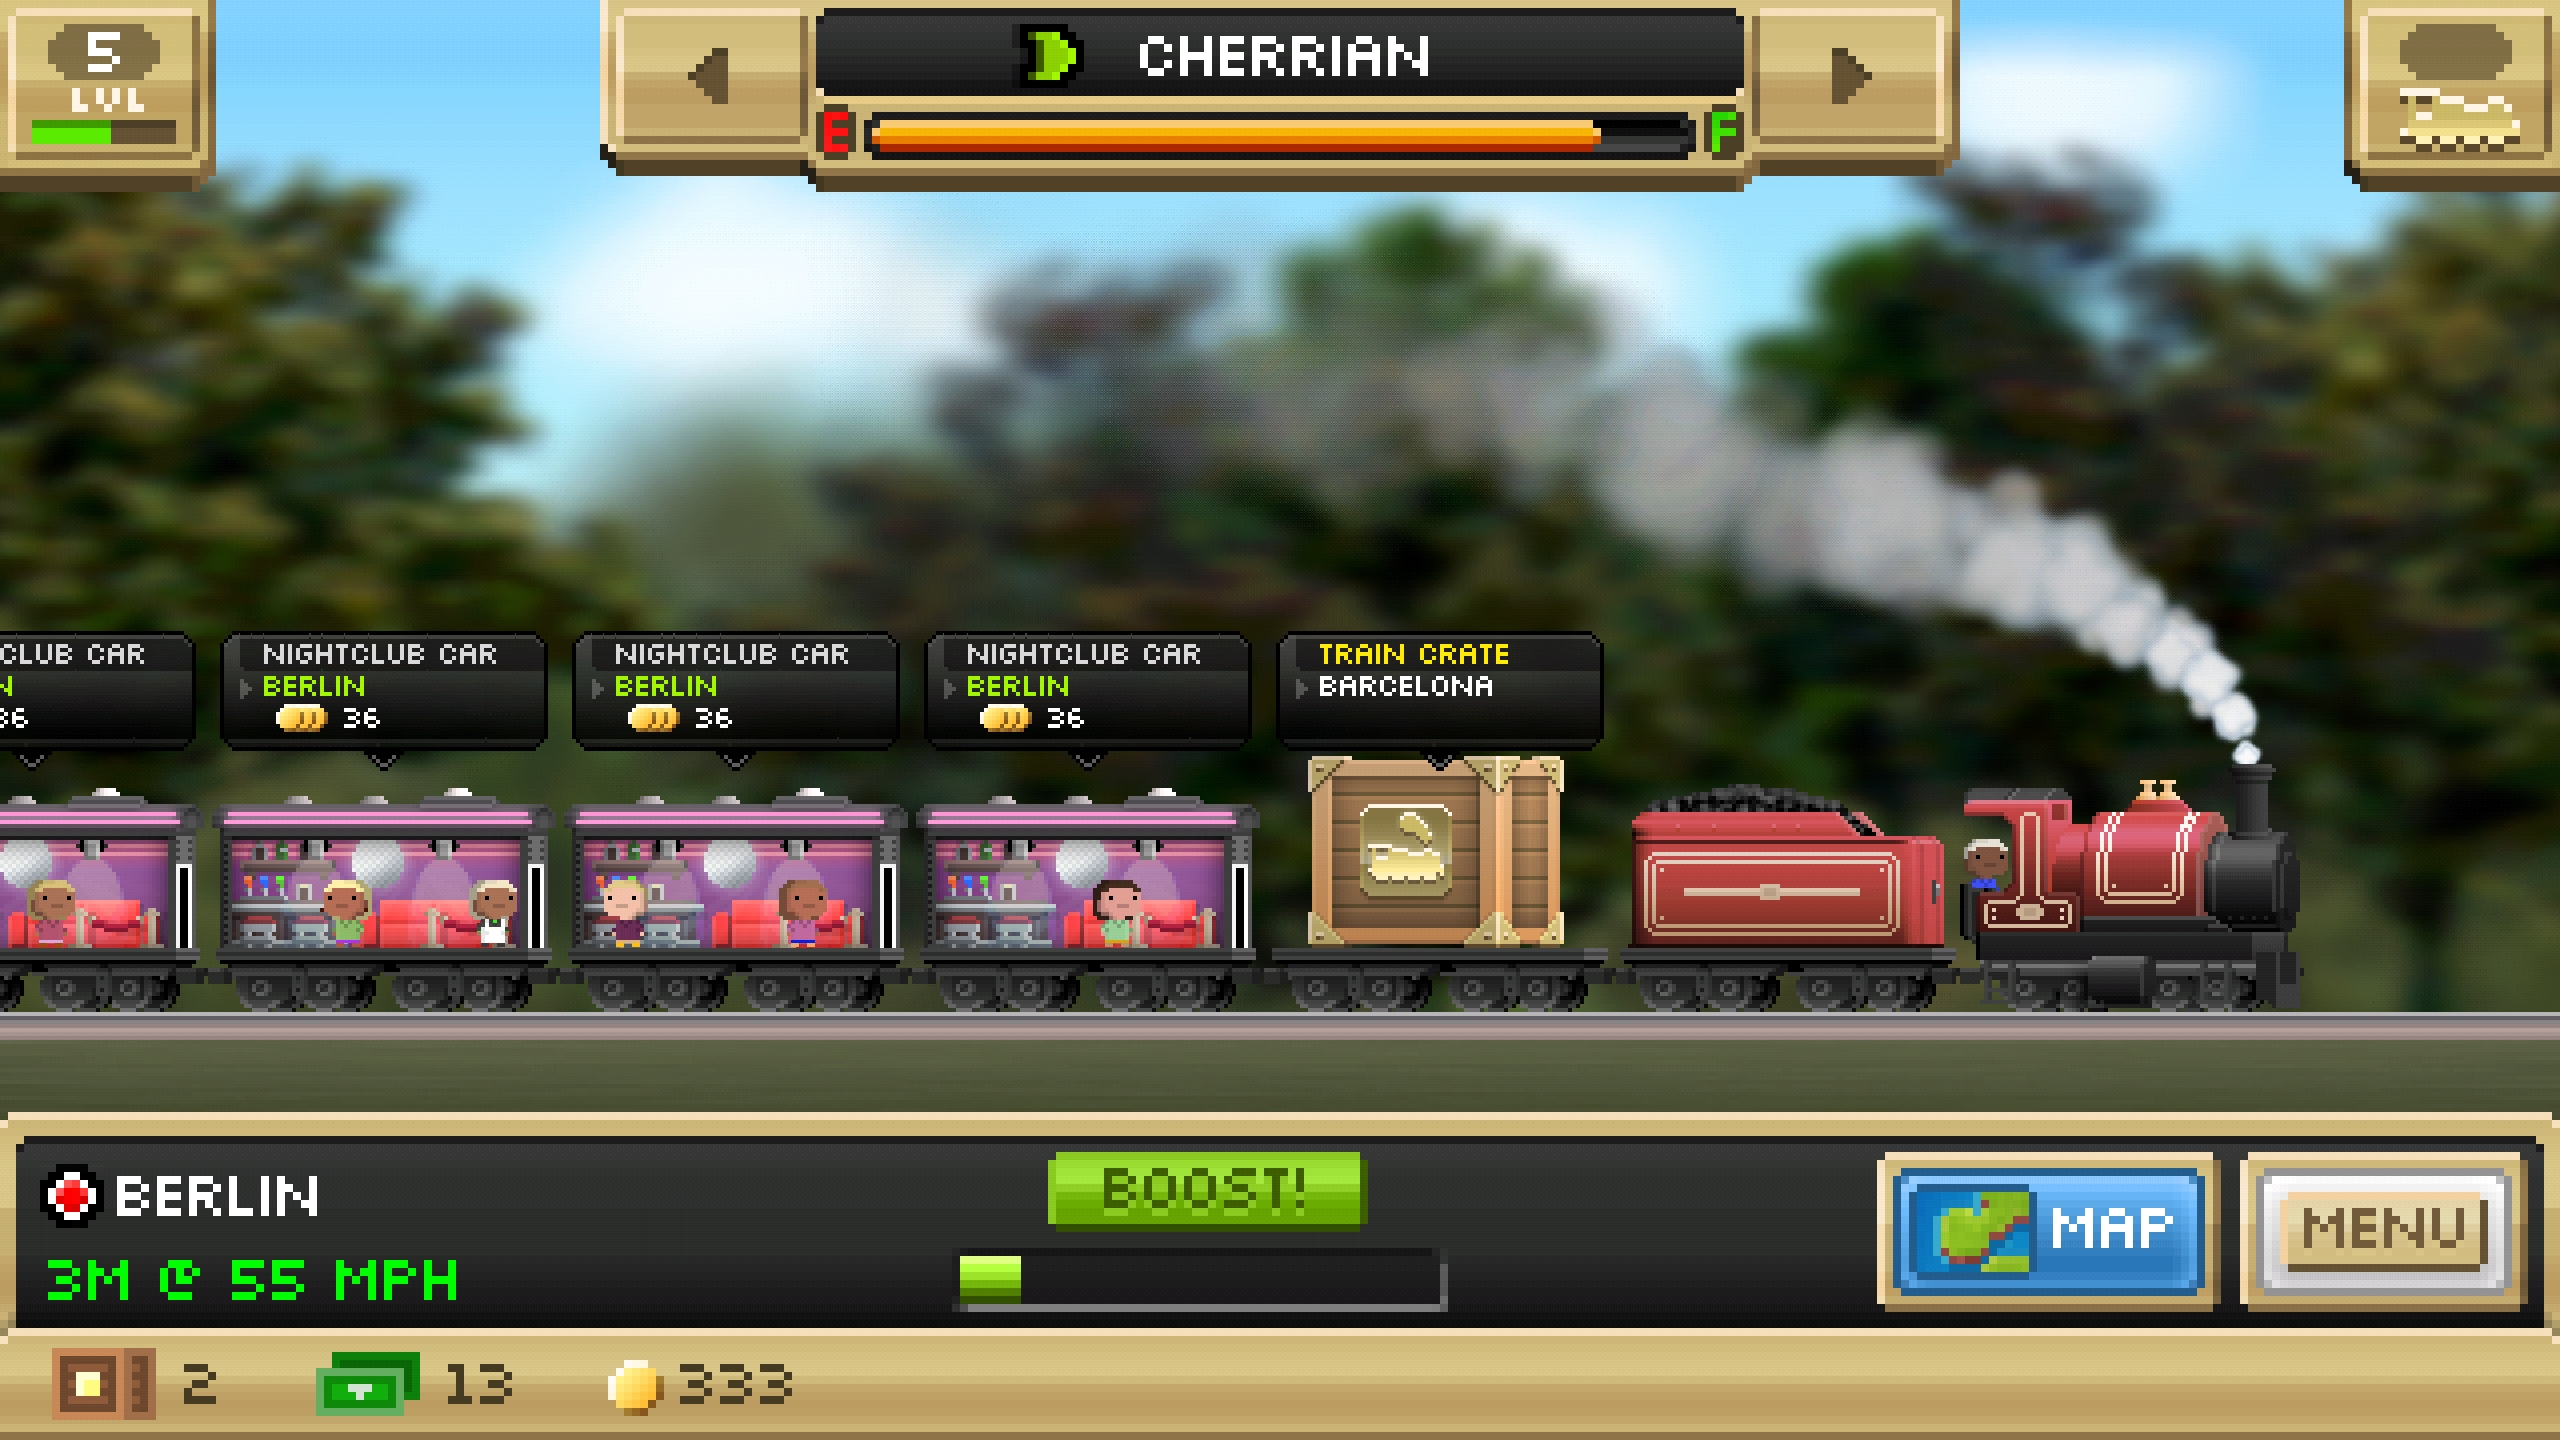 5
LVL
CHERRIAN
E F
CLUB CAR
N
36
NIGHTCLUB CAR
BERLIN
36
NIGHTCLUB CAR
BERLIN
36
NIGHTCLUB CAR
BERLIN
36
TRAIN CRATE
BARCELONA
BERLIN
3M @ 55 MPH
BOOST!
MAP
MENU
2
13
333